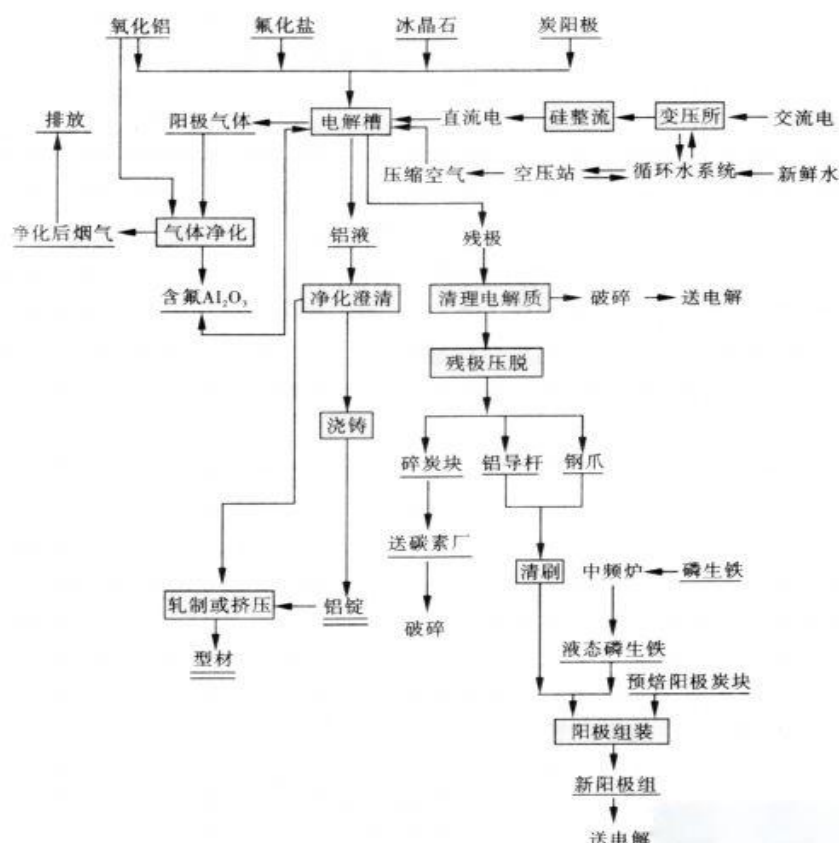 氧化铝 氟化盐 冰晶石 炭阳极
排放 阳极气体 电解槽 直流电 硅整流 变压所 交流电
压缩空气 空压站 循环水系统 新鲜水
净化后烟气 气体净化 铝液 残极
含氟Al₂O₃ 净化澄清 清理电解质 破碎 送电解
残极压脱
浇铸
碎炭块 铝导杆 钢爪
送碳素厂
清刷 中频炉 磷生铁
轧制或挤压 铝锭 破碎
型材 液态磷生铁
预焙阳极炭块
阳极组装
新阳极组
送电解